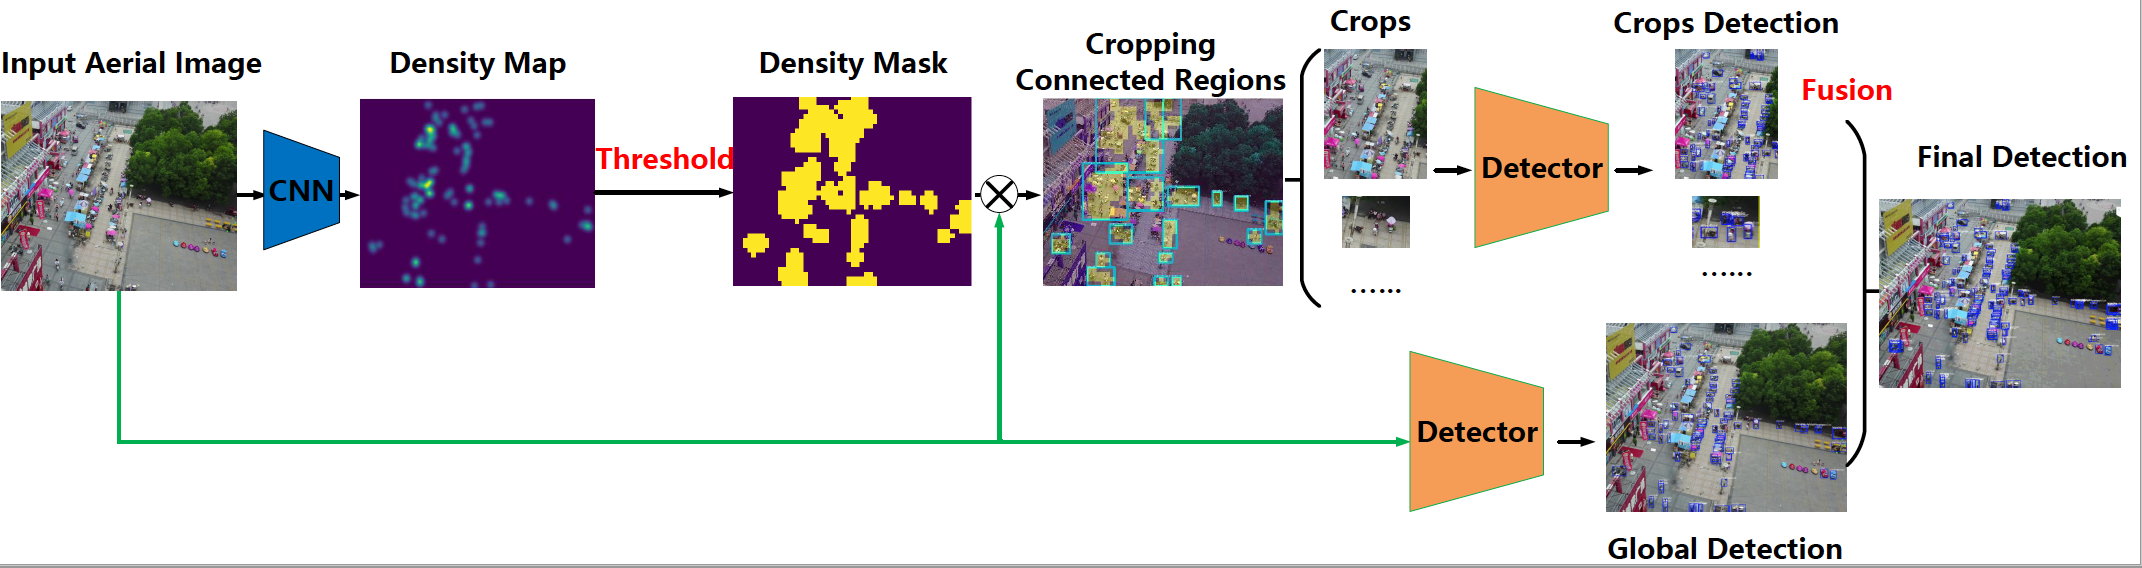 Input Aerial Image
CNN
Density Map
Threshold
Density Mask
Cropping
Connected Regions
Crops
......
Detector
Crops Detection
......
Fusion
Detector
Global Detection
Final Detection